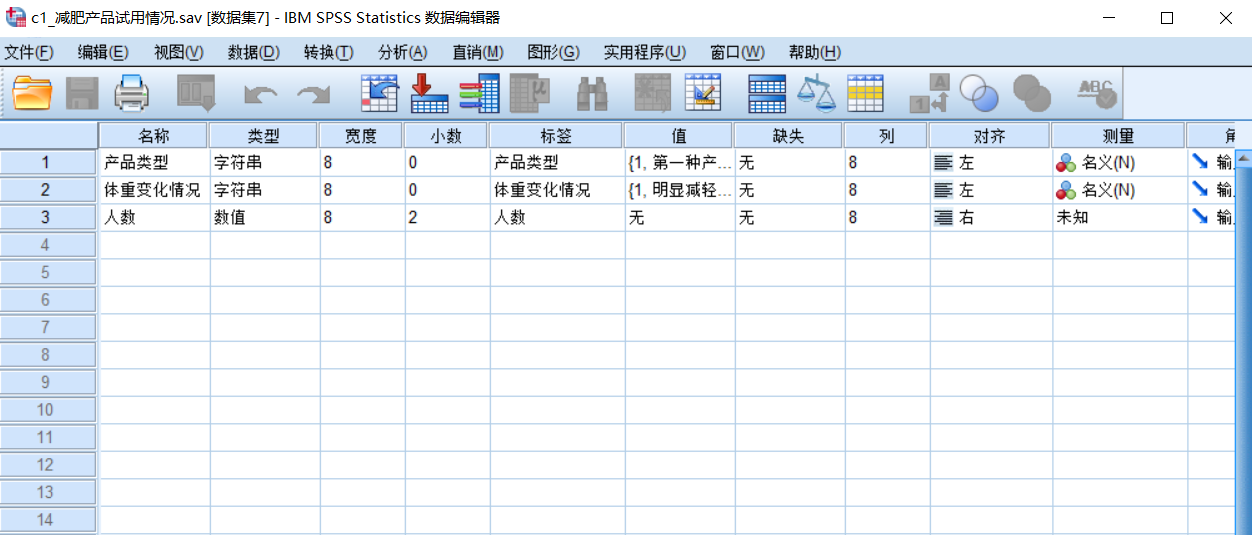 c1_减肥产品试用情况.sav [数据集7] - IBM SPSS Statistics 数据编辑器
文件(F) 编辑(E) 视图(V) 数据(D) 转换(T) 分析(A) 直销(M) 图形(G) 实用程序(U) 窗口(W) 帮助(H)
名称 类型 宽度 小数 标签 值 缺失 列 对齐 测量
1 产品类型 字符串 8 0 产品类型 {1, 第一种产... 无 8 左 名义(N) 输
2 体重变化情况 字符串 8 0 体重变化情况 {1, 明显减轻... 无 8 左 名义(N) 输
3 人数 数值 8 2 人数 无 无 8 右 未知 输
4
5
6
7
8
9
10
11
12
13
14